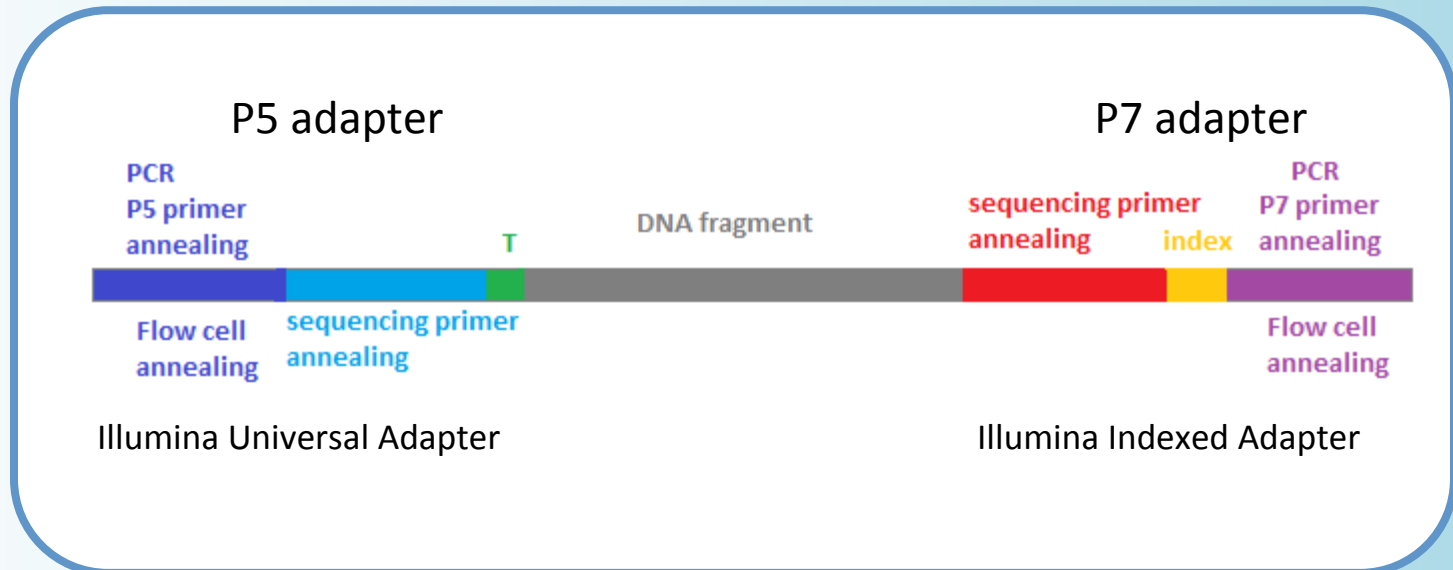 P5 adapter
P7 adapter
PCR
P5 primer
annealing
T
DNA fragment
sequencing primer
annealing
index
PCR
P7 primer
annealing
Flow cell
annealing
sequencing primer
annealing
Flow cell
annealing
Illumina Universal Adapter
Illumina Indexed Adapter